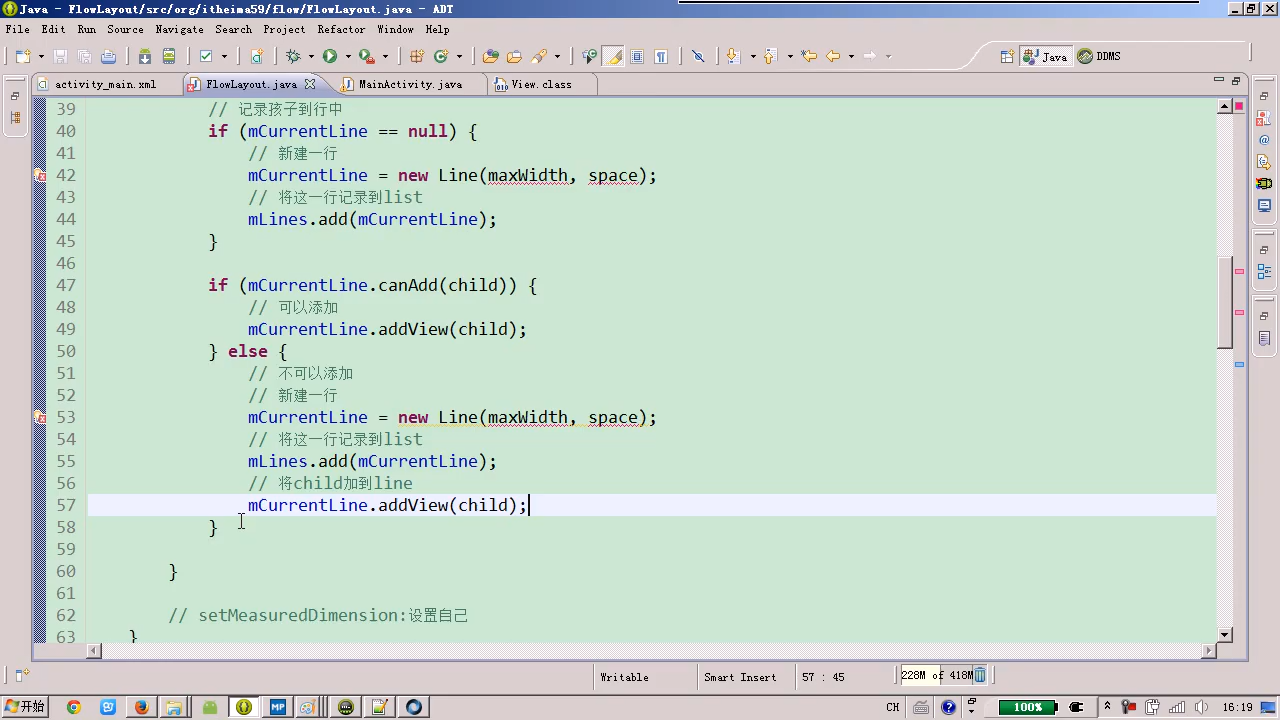 Java - FlowLayout/src/org/itheima59/flow/FlowLayout.java - ADT
File Edit Run Source Navigate Search Project Refactor Window Help
Java DDMS
activity_main.xml FlowLayout.java MainActivity.java View.class
39 // 记录孩子到行中
40 if (mCurrentLine == null) {
41 // 新建一行
42 mCurrentLine = new Line(maxWidth, space);
43 // 将这一行记录到list
44 mLines.add(mCurrentLine);
45 }
46
47 if (mCurrentLine.canAdd(child)) {
48 // 可以添加
49 mCurrentLine.addView(child);
50 } else {
51 // 不可以添加
52 // 新建一行
53 mCurrentLine = new Line(maxWidth, space);
54 // 将这一行记录到list
55 mLines.add(mCurrentLine);
56 // 将child加到line
57 mCurrentLine.addView(child);
58 }
59
60 }
61
62 // setMeasuredDimension:设置自己
63 }
Writable Smart Insert 57 : 45 228M of 418M
开始 MP CH 100% 16:19